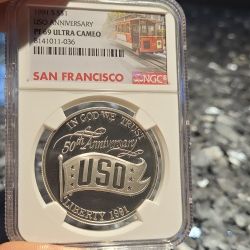 1991 S S$1
USO ANNIVERSARY
PF 69 ULTRA CAMEO
6141011-036
SAN FRANCISCO
NGC
IN GOD WE TRUST
50th Anniversary
USO
LIBERTY 1991